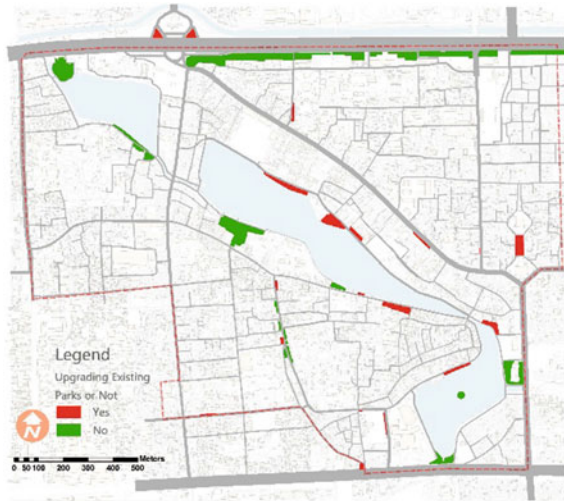 Legend
Upgrading Existing
Parks or Not
Yes
No
N
Meters
0 50 100 200 300 400 500